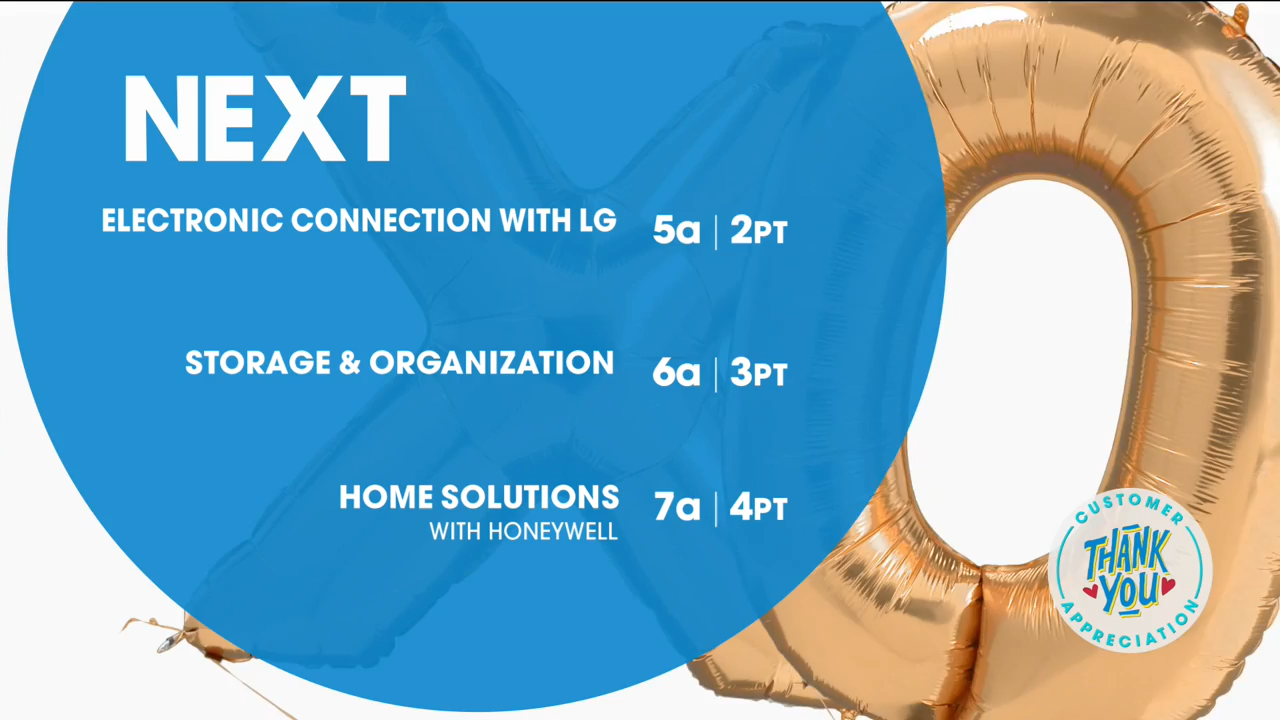 NEXT
ELECTRONIC CONNECTION WITH LG 5a | 2PT
STORAGE & ORGANIZATION 6a | 3PT
HOME SOLUTIONS 7a | 4PT
WITH HONEYWELL
CUSTOMER
THANK
YOU
APPRECIATION